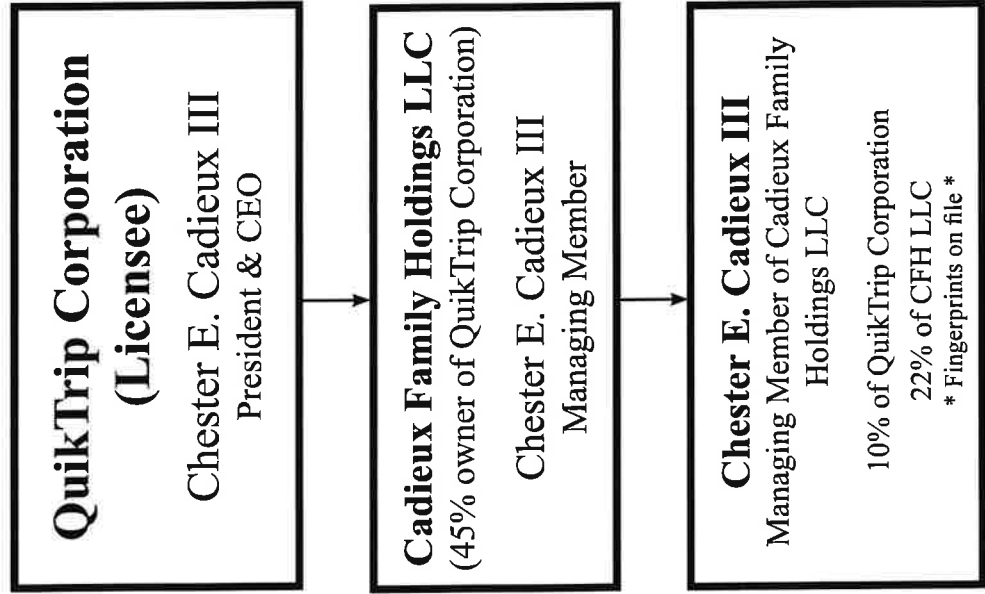 QuikTrip Corporation
(Licensee)
Chester E. Cadieux III
President & CEO
Cadieux Family Holdings LLC
(45% owner of QuikTrip Corporation)
Chester E. Cadieux III
Managing Member
Chester E. Cadieux III
Managing Member of Cadieux Family
Holdings LLC
10% of QuikTrip Corporation
22% of CFH LLC
* Fingerprints on file *